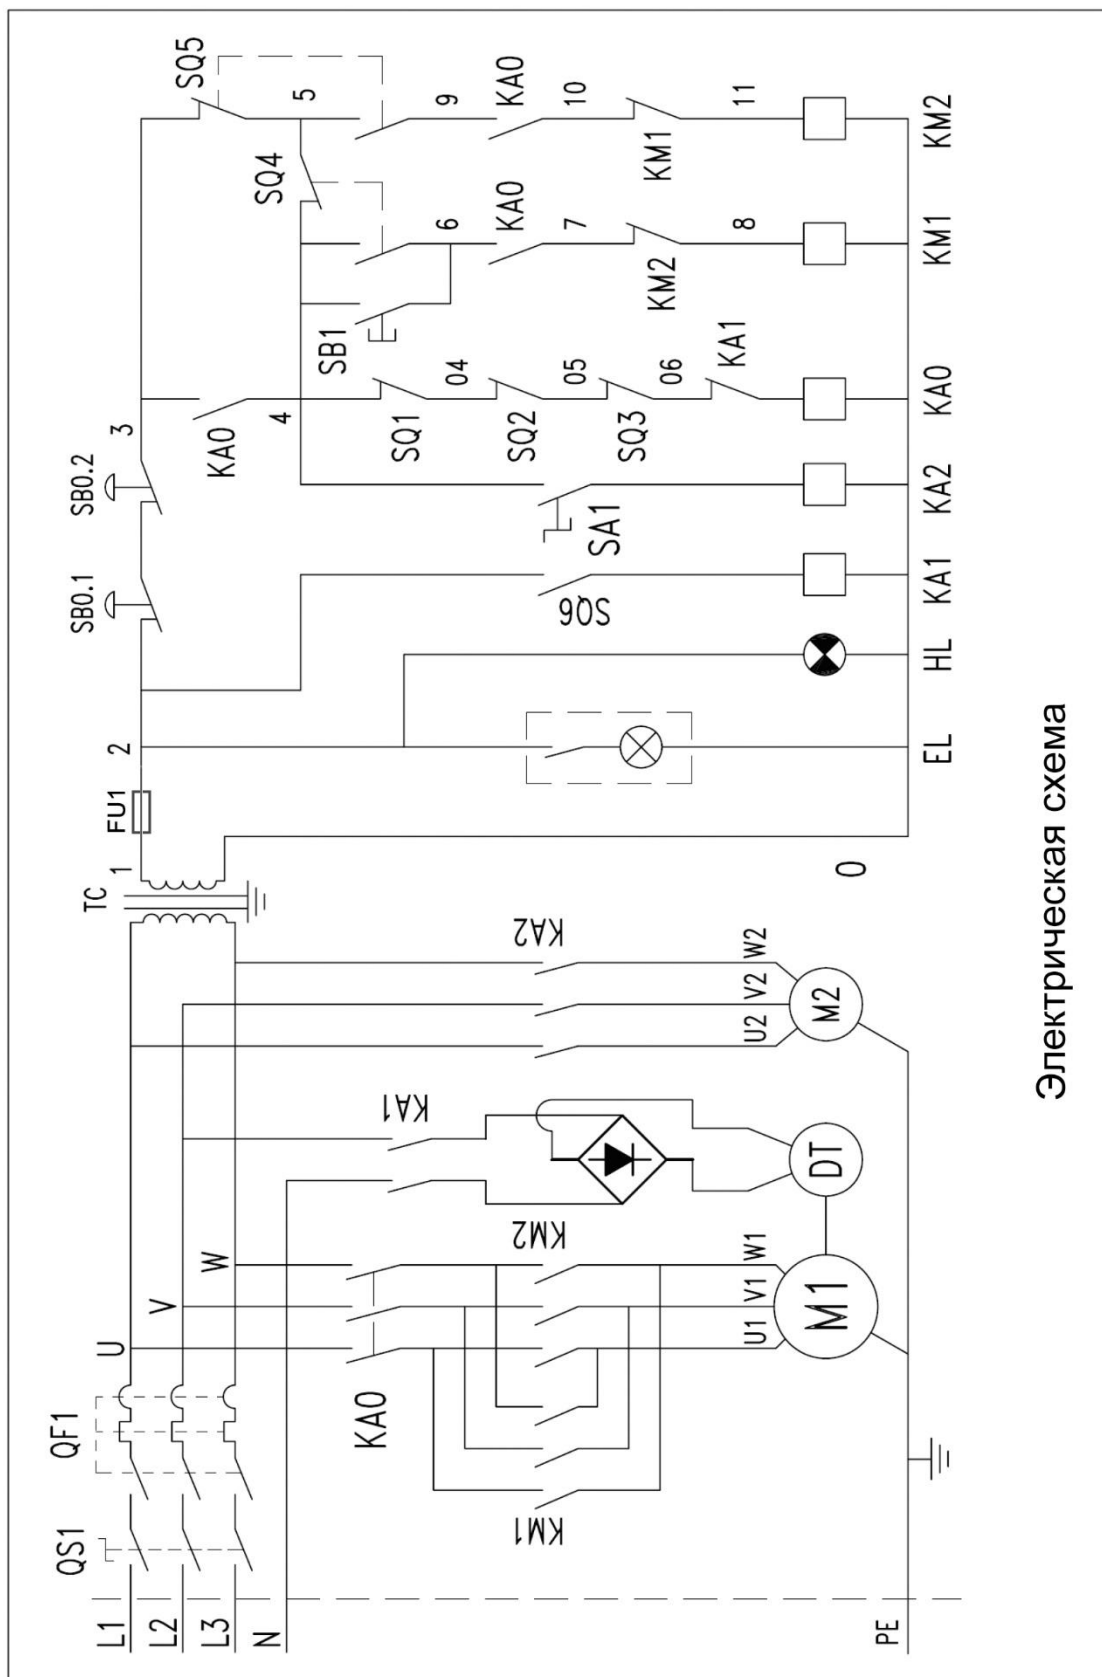 L1
L2
L3
N
PE
QS1
QF1
U
V
W
KA0
KM1
KM2
U1
V1
W1
M1
KA1
DT
KA2
U2
V2
W2
M2
TC
1
FU1
2
0
EL
HL
SB0.1
SB0.2
3
SQ6
KA1
SA1
KA2
KA0
4
SQ1
04
SQ2
05
SQ3
06
KA1
KA0
SB1
6
KA0
7
KM2
8
KM1
SQ4
SQ5
5
9
KA0
10
KM1
11
KM2
Электрическая схема